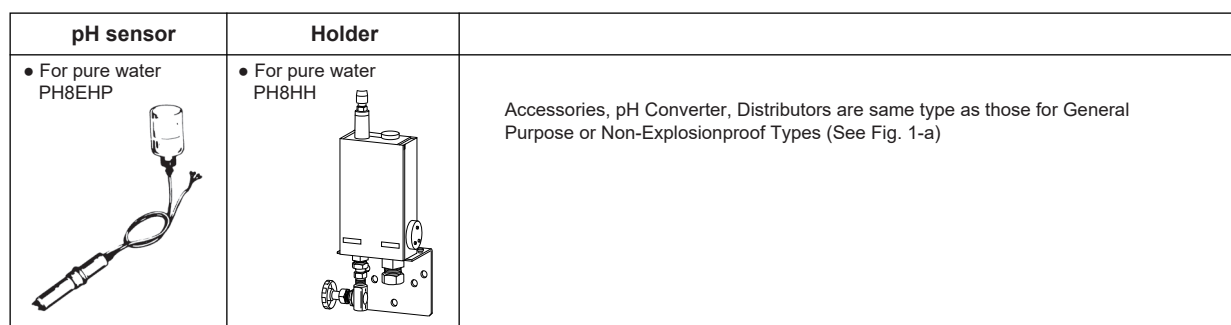 pH sensor
Holder
● For pure water
PH8EHP
● For pure water
PH8HH
Accessories, pH Converter, Distributors are same type as those for General
Purpose or Non-Explosionproof Types (See Fig. 1-a)